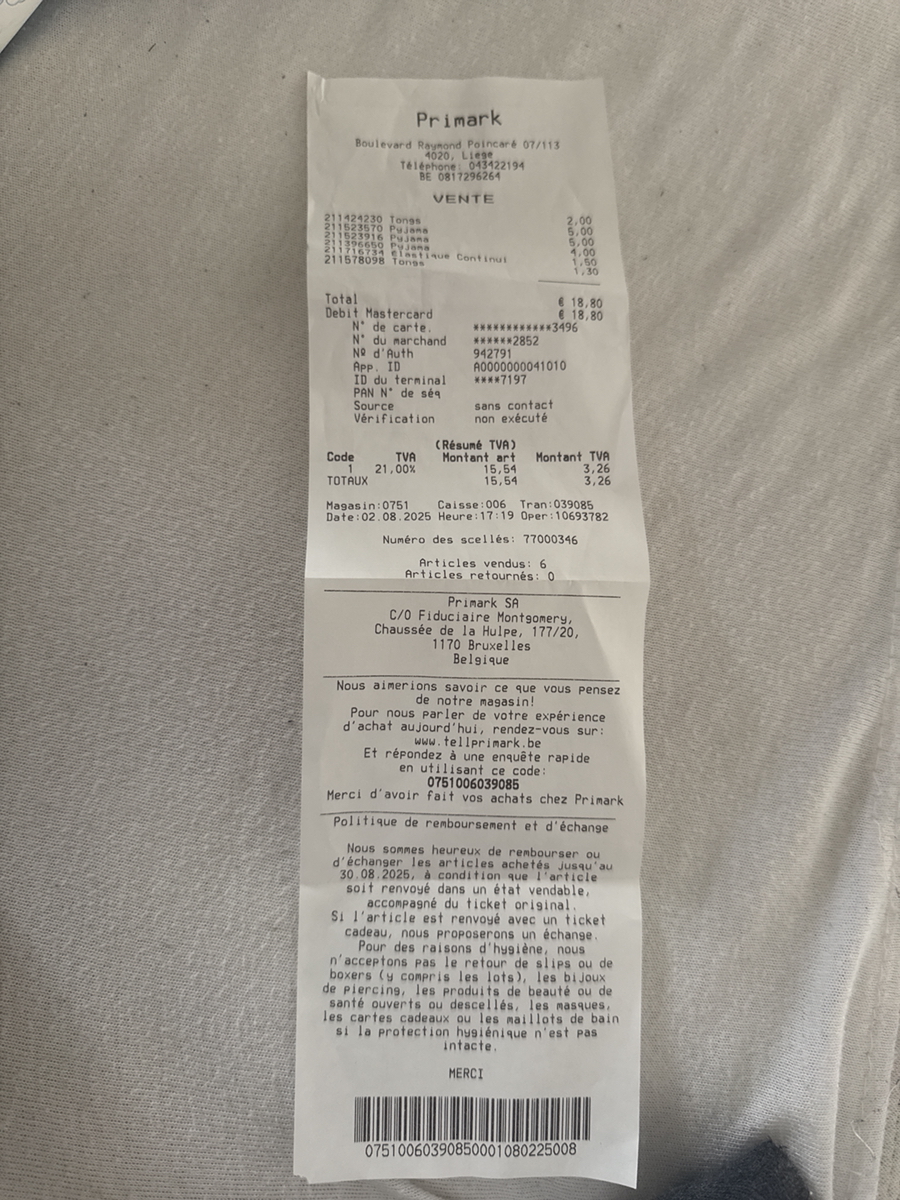 Primark
Boulevard Raymond Poincaré 07/113
4020, Liege
Téléphone: 043422194
BE 0817296264
VENTE
211424230 Tongs 2,00
211523570 Pyjama 5,00
211523916 Pyjama 5,00
211396650 Pyjama 4,00
211716734 Elastique Continui 1,50
211578098 Tongs 1,30
Total € 18,80
Debit Mastercard € 18,80
N° de carte. ************3496
N° du marchand ******2852
Nº d'Auth 942791
App. ID A0000000041010
ID du terminal ****7197
PAN N° de séq
Source sans contact
Vérification non exécuté
(Résumé TVA)
Code TVA Montant art Montant TVA
1 21,00% 15,54 3,26
TOTAUX 15,54 3,26
Magasin:0751 Caisse:006 Tran:039085
Date:02.08.2025 Heure:17:19 Oper:10693782
Numéro des scellés: 77000346
Articles vendus: 6
Articles retournés: 0
Primark SA
C/O Fiduciaire Montgomery,
Chaussée de la Hulpe, 177/20,
1170 Bruxelles
Belgique
Nous aimerions savoir ce que vous pensez
de notre magasin!
Pour nous parler de votre expérience
d'achat aujourd'hui, rendez-vous sur:
www.tellprimark.be
Et répondez à une enquête rapide
en utilisant ce code:
0751006039085
Merci d'avoir fait vos achats chez Primark
Politique de remboursement et d'échange
Nous sommes heureux de rembourser ou
d'échanger les articles achetés jusqu'au
30.08.2025, à condition que l'article
soit renvoyé dans un état vendable,
accompagné du ticket original.
Si l'article est renvoyé avec un ticket
cadeau, nous proposerons un échange.
Pour des raisons d'hygiène, nous
n'acceptons pas le retour de slips ou de
boxers (y compris les lots), les bijoux
de piercing, les produits de beauté ou de
santé ouverts ou descellés, les masques,
les cartes cadeaux ou les maillots de bain
si la protection hygiénique n'est pas
intacte.
MERCI
07510060390850001080225008